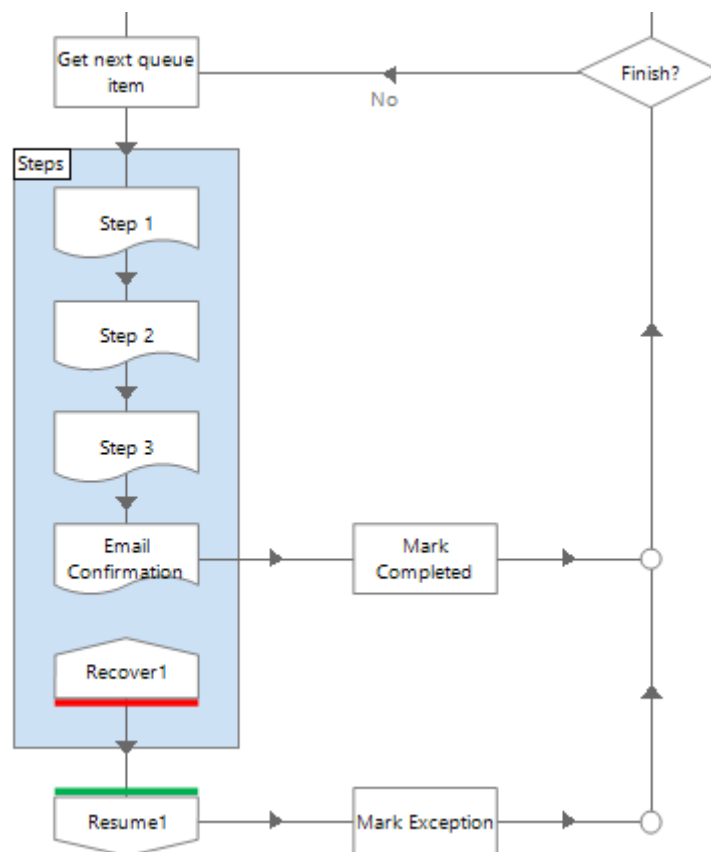 Get next queue
item
Finish?
No
Steps
Step 1
Step 2
Step 3
Email
Confirmation
Mark
Completed
Recover1
Resume1
Mark Exception